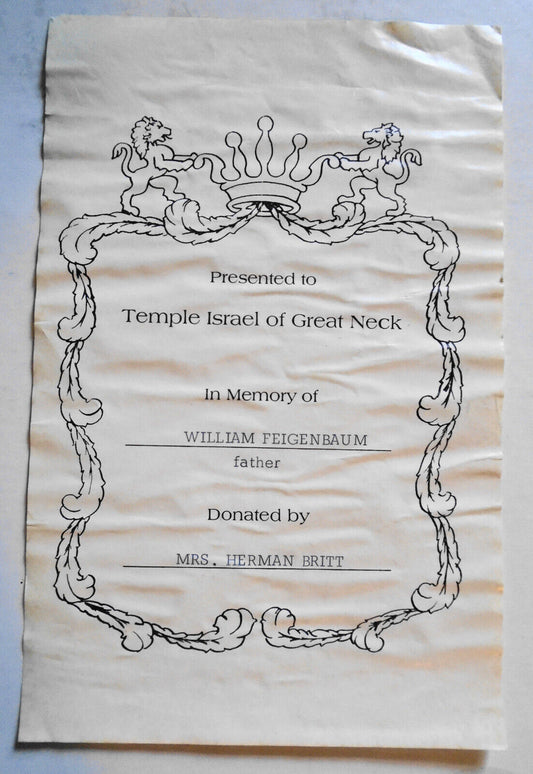 Presented to
Temple Israel of Great Neck
In Memory of
WILLIAM FEIGENBAUM
father
Donated by
MRS. HERMAN BRITT